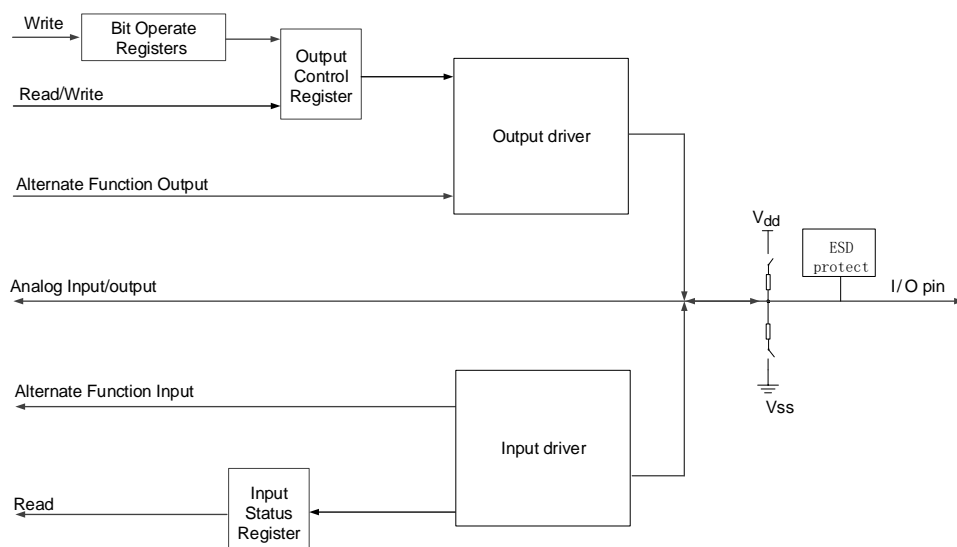 Write
Bit Operate
Registers
Output
Control
Register
Read/Write
Output driver
Alternate Function Output
Vdd
ESD
protect
Analog Input/output
I/O pin
Alternate Function Input
Vss
Input driver
Read
Input
Status
Register